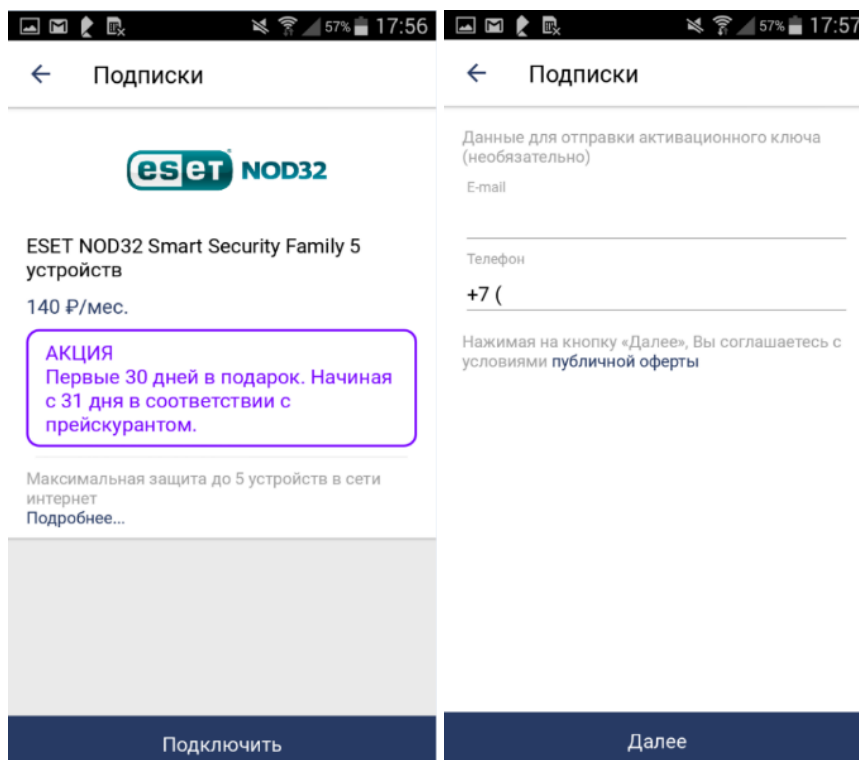 57% 17:56
Подписки
eset NOD32
ESET NOD32 Smart Security Family 5
устройств
140 ₽/мес.
АКЦИЯ
Первые 30 дней в подарок. Начиная
с 31 дня в соответствии с
прейскурантом.
Максимальная защита до 5 устройств в сети
интернет
Подробнее...
Подключить
57% 17:57
Подписки
Данные для отправки активационного ключа
(необязательно)
E-mail
Телефон
+7 (
Нажимая на кнопку «Далее», Вы соглашаетесь с
условиями публичной оферты
Далее